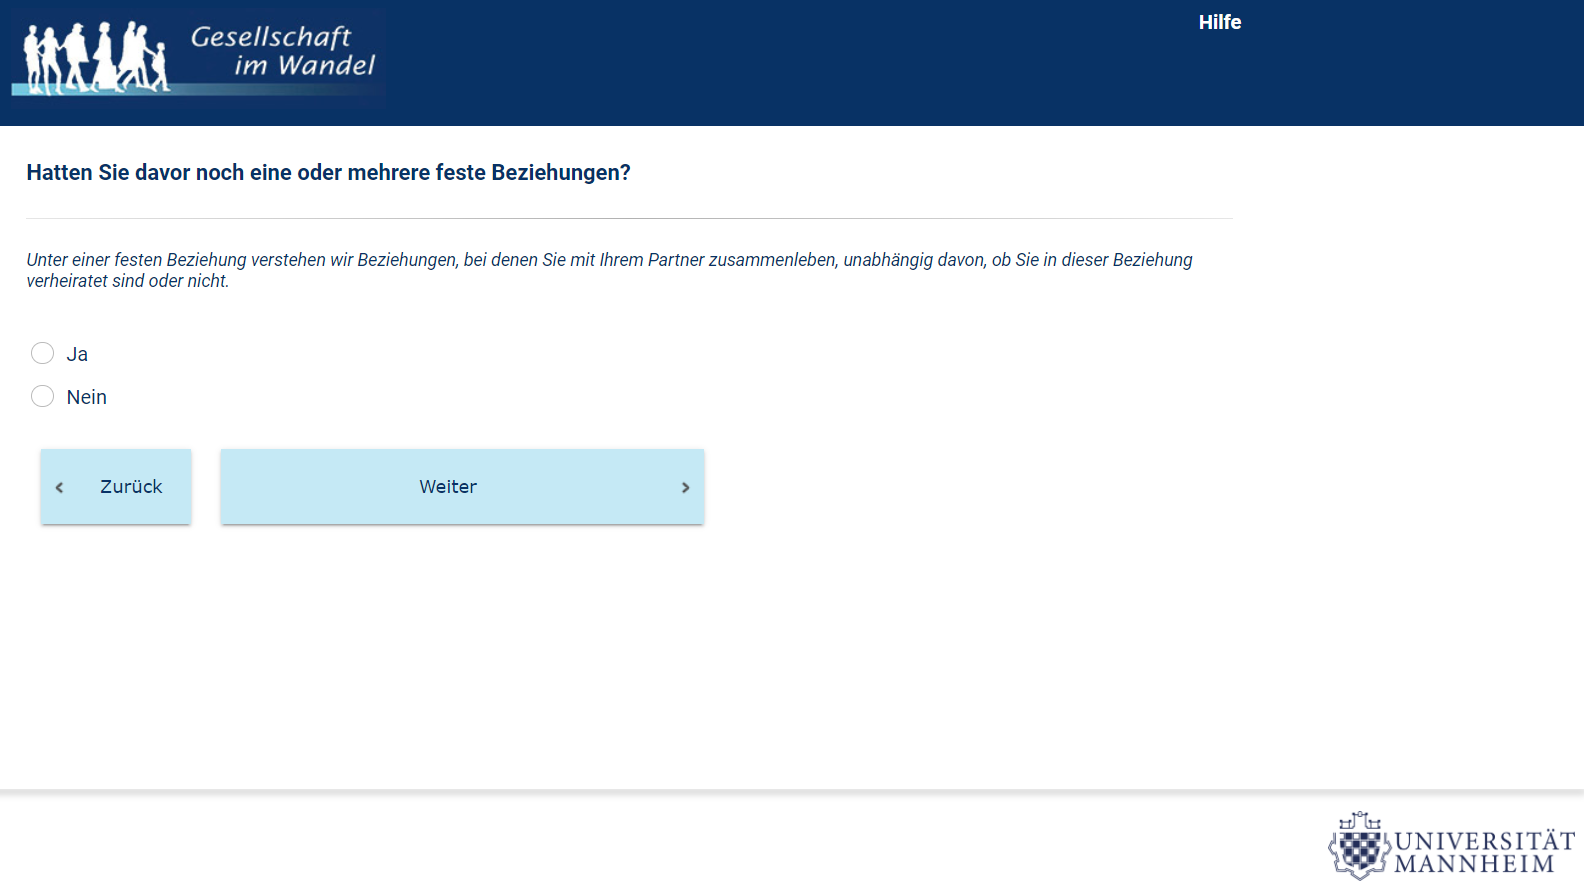 Gesellschaft
im Wandel
Hilfe
Hatten Sie davor noch eine oder mehrere feste Beziehungen?
Unter einer festen Beziehung verstehen wir Beziehungen, bei denen Sie mit Ihrem Partner zusammenleben, unabhängig davon, ob Sie in dieser Beziehung
verheiratet sind oder nicht.
Ja
Nein
Zurück
Weiter
UNIVERSITÄT
MANNHEIM